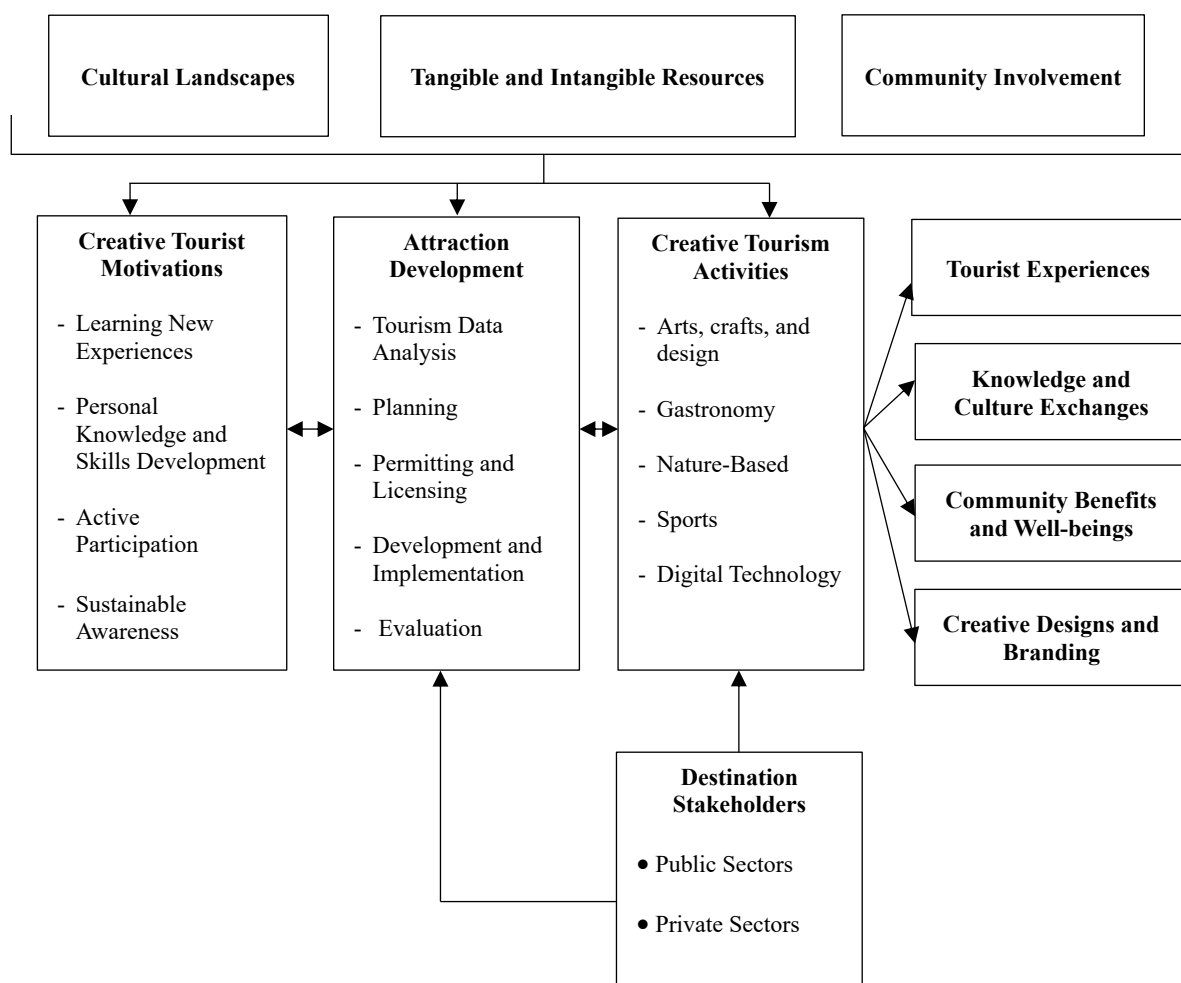 Cultural Landscapes
Tangible and Intangible Resources
Community Involvement
Creative Tourist
Motivations
- Learning New
Experiences
- Personal
Knowledge and
Skills Development
- Active
Participation
- Sustainable
Awareness
Attraction
Development
- Tourism Data
Analysis
- Planning
- Permitting and
Licensing
- Development and
Implementation
- Evaluation
Creative Tourism
Activities
- Arts, crafts, and
design
- Gastronomy
- Nature-Based
- Sports
- Digital Technology
Tourist Experiences
Knowledge and
Culture Exchanges
Community Benefits
and Well-beings
Creative Designs and
Branding
Destination
Stakeholders
• Public Sectors
• Private Sectors